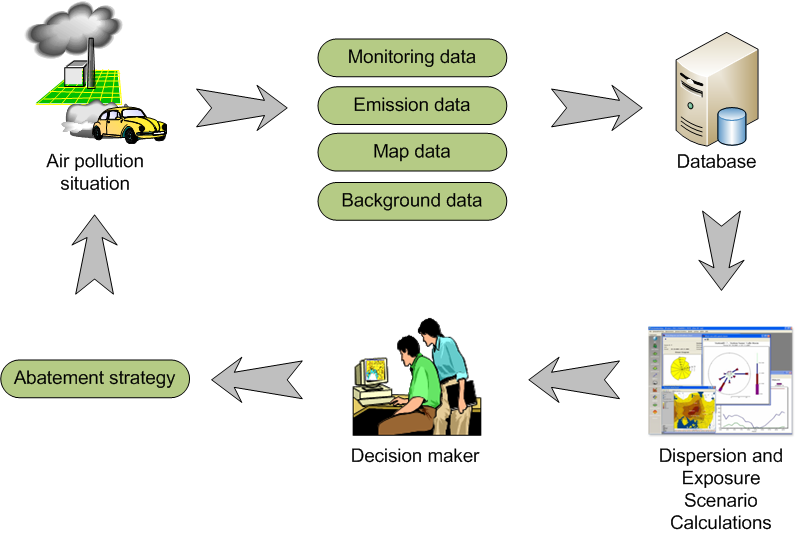 Monitoring data
Emission data
Map data
Background data
Air pollution
situation
Database
Abatement strategy
Decision maker
Dispersion and
Exposure
Scenario
Calculations